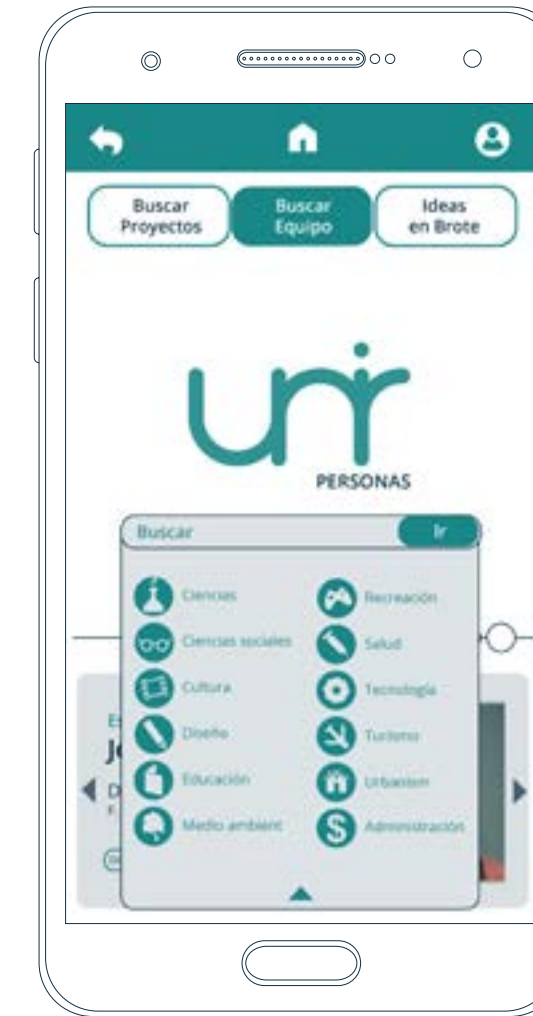 Buscar
Proyectos
Buscar
Equipo
Ideas
en Brote
unir
PERSONAS
Buscar
Ir
Ciencias
Recreación
Ciencias sociales
Salud
Cultura
Tecnología
Diseño
Turismo
Educación
Urbanism
Medio ambient
Administración